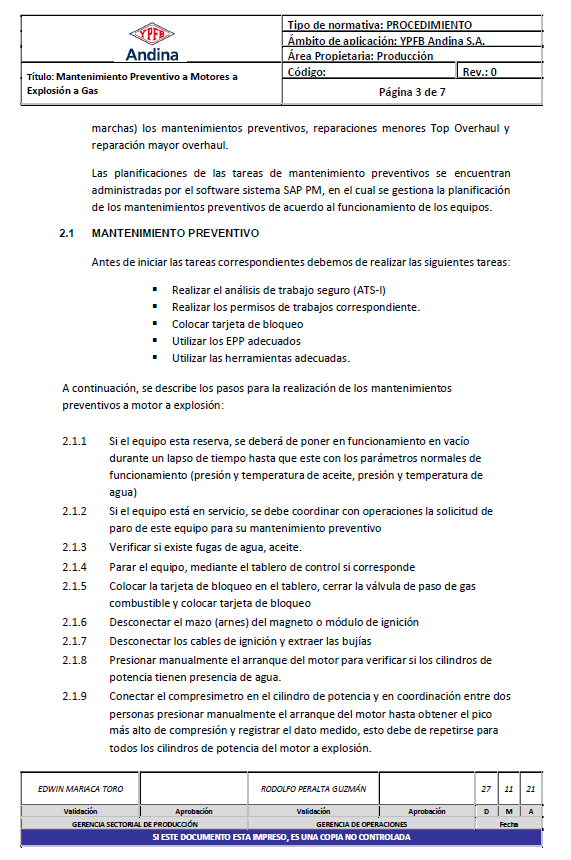 YPFB
Andina
Tipo de normativa: PROCEDIMIENTO
Ámbito de aplicación: YPFB Andina S.A.
Área Propietaria: Producción
Título: Mantenimiento Preventivo a Motores a
Explosión a Gas
Código:
Rev.: 0
Página 3 de 7
marchas) los mantenimientos preventivos, reparaciones menores Top Overhaul y
reparación mayor overhaul.
Las planificaciones de las tareas de mantenimiento preventivos se encuentran
administradas por el software sistema SAP PM, en el cual se gestiona la planificación
de los mantenimientos preventivos de acuerdo al funcionamiento de los equipos.
2.1 MANTENIMIENTO PREVENTIVO
Antes de iniciar las tareas correspondientes debemos de realizar las siguientes tareas:
▪ Realizar el análisis de trabajo seguro (ATS-I)
▪ Realizar los permisos de trabajos correspondiente.
▪ Colocar tarjeta de bloqueo
▪ Utilizar los EPP adecuados
▪ Utilizar las herramientas adecuadas.
A continuación, se describe los pasos para la realización de los mantenimientos
preventivos a motor a explosión:
2.1.1 Si el equipo esta reserva, se deberá de poner en funcionamiento en vacío
durante un lapso de tiempo hasta que este con los parámetros normales de
funcionamiento (presión y temperatura de aceite, presión y temperatura de
agua)
2.1.2 Si el equipo está en servicio, se debe coordinar con operaciones la solicitud de
paro de este equipo para su mantenimiento preventivo
2.1.3 Verificar si existe fugas de agua, aceite.
2.1.4 Parar el equipo, mediante el tablero de control si corresponde
2.1.5 Colocar la tarjeta de bloqueo en el tablero, cerrar la válvula de paso de gas
combustible y colocar tarjeta de bloqueo
2.1.6 Desconectar el mazo (arnes) del magneto o módulo de ignición
2.1.7 Desconectar los cables de ignición y extraer las bujías
2.1.8 Presionar manualmente el arranque del motor para verificar si los cilindros de
potencia tienen presencia de agua.
2.1.9 Conectar el compresimetro en el cilindro de potencia y en coordinación entre dos
personas presionar manualmente el arranque del motor hasta obtener el pico
más alto de compresión y registrar el dato medido, esto debe de repetirse para
todos los cilindros de potencia del motor a explosión.
EDWIN MARIACA TORO RODOLFO PERALTA GUZMÁN 27 11 21
Validación Aprobación Validación Aprobación D M A
GERENCIA SECTORIAL DE PRODUCCIÓN GERENCIA DE OPERACIONES Fecha
SI ESTE DOCUMENTO ESTA IMPRESO, ES UNA COPIA NO CONTROLADA